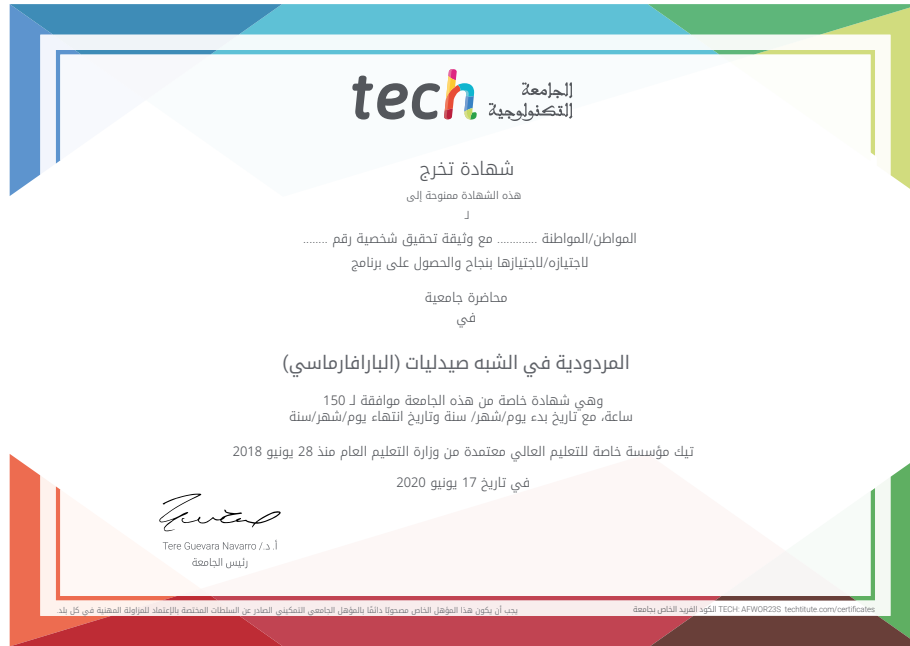 tech الجامعة
التكنولوجية
شهادة تخرج
هذه الشهادة ممنوحة إلى
لـ
المواطن/المواطنة ............ مع وثيقة تحقيق شخصية رقم ........
لاجتيازه/لاجتيازها بنجاح والحصول على برنامج
محاضرة جامعية
في
المردودية في الشبه صيدليات (البارافارماسي)
وهي شهادة خاصة من هذه الجامعة موافقة لـ 150
ساعة، مع تاريخ بدء يوم/شهر/ سنة وتاريخ انتهاء يوم/شهر/سنة
تيك مؤسسة خاصة للتعليم العالي معتمدة من وزارة التعليم العام منذ 28 يونيو 2018
في تاريخ 17 يونيو 2020
أ. د./ Tere Guevara Navarro
رئيس الجامعة
يجب أن يكون هذا المؤهل الخاص مصحوبًا دائمًا بالمؤهل الجامعي التمكيني الصادر عن السلطات المختصة بالإعتماد للمزاولة المهنية في كل بلد.
الكود الفريد الخاص بجامعة TECH: AFWOR23S techtitute.com/certificates